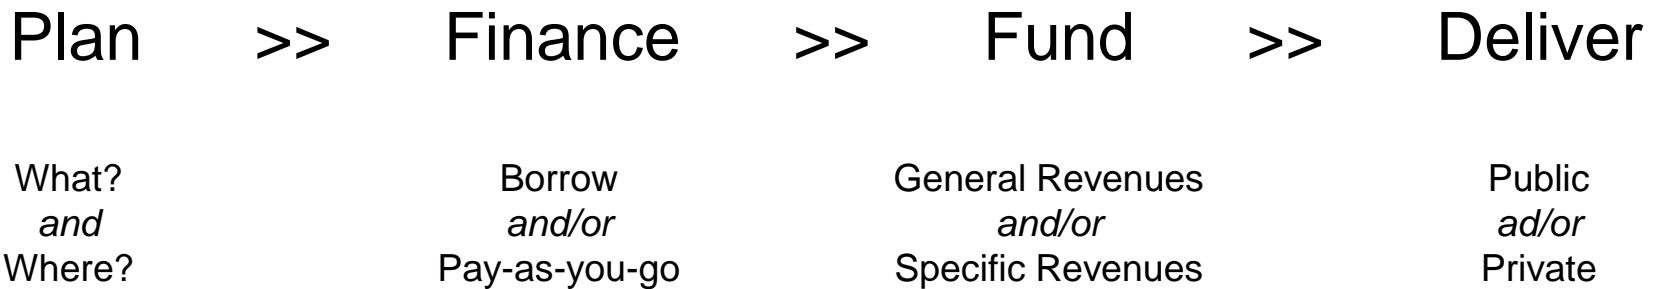 Plan >> Finance >> Fund >> Deliver
What? Borrow General Revenues Public
and and/or and/or ad/or
Where? Pay-as-you-go Specific Revenues Private